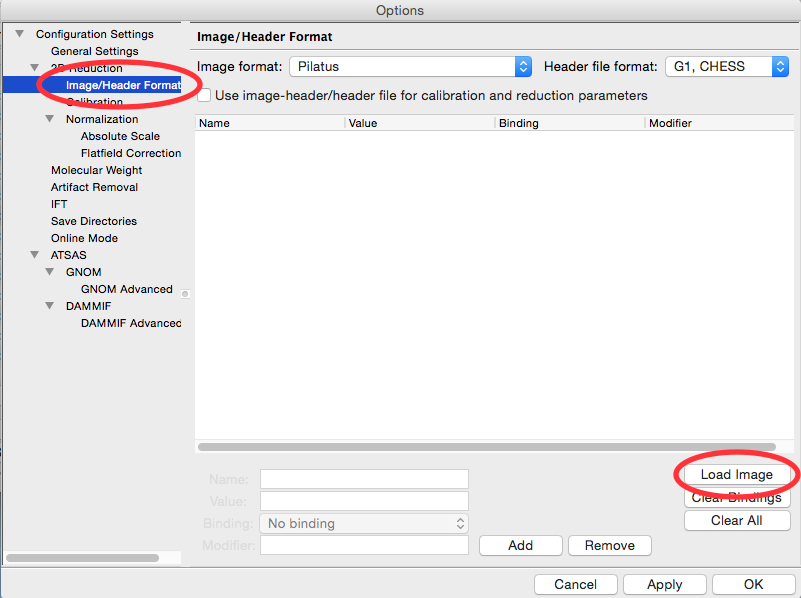 Options
Configuration Settings
General Settings
2D Reduction
Image/Header Format
Calibration
Normalization
Absolute Scale
Flatfield Correction
Molecular Weight
Artifact Removal
IFT
Save Directories
Online Mode
ATSAS
GNOM
GNOM Advanced
DAMMIF
DAMMIF Advanced
Image/Header Format
Image format: Pilatus Header file format: G1, CHESS
Use image-header/header file for calibration and reduction parameters
Name Value Binding Modifier
Load Image
Name:
Clear Bindings
Value:
Clear All
Binding: No binding
Modifier:
Add Remove
Cancel Apply OK